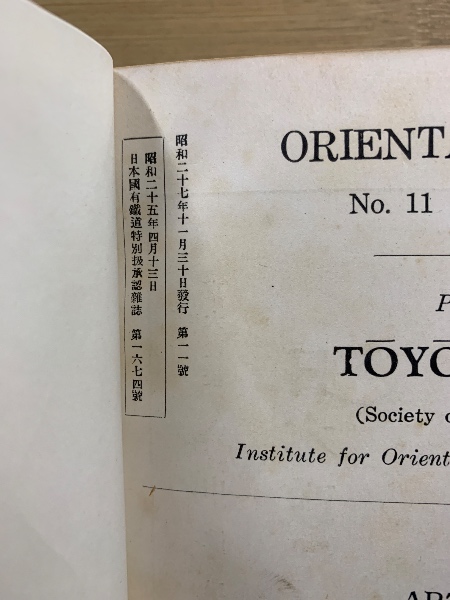 昭和二十七年十一月三十日發行 第一一號
昭和二十五年四月十三日
日本國有鐵道特別扱承認雜誌 第一六七四號
ORIENTA
No. 11
P
TŌYŌ
(Society o
Institute for Orient
ART